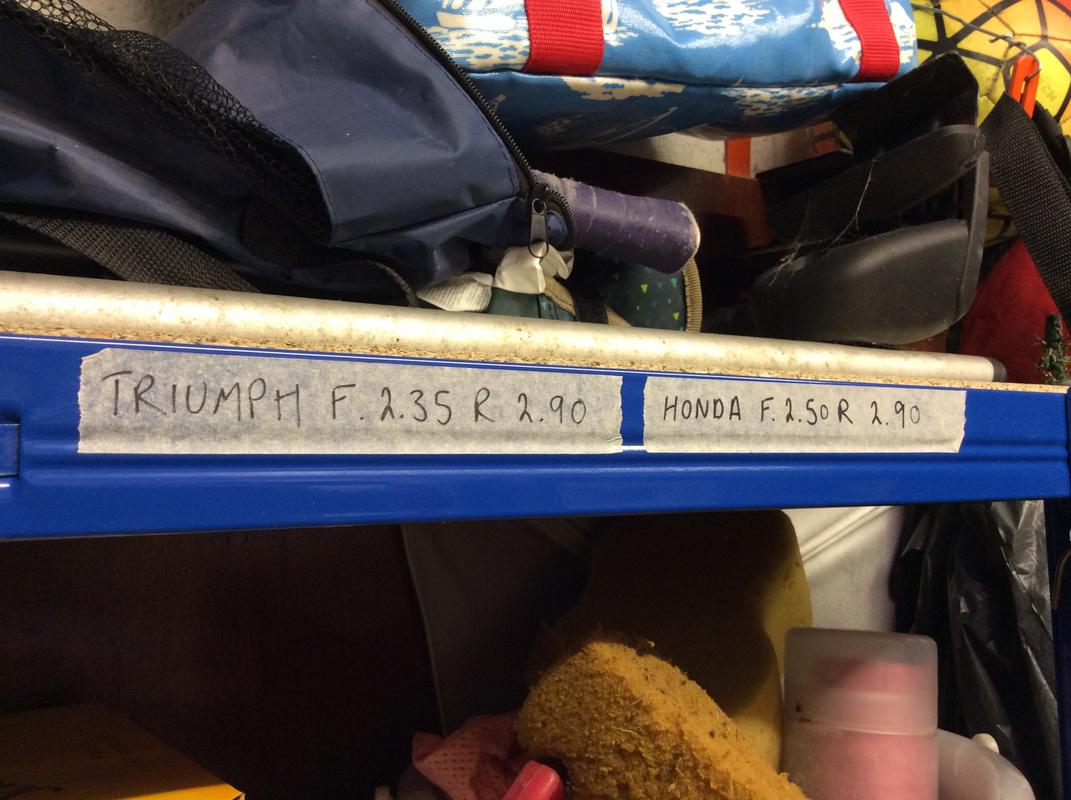 TRIUMPH F. 2.35 R 2.90
HONDA F. 2.50 R 2.90